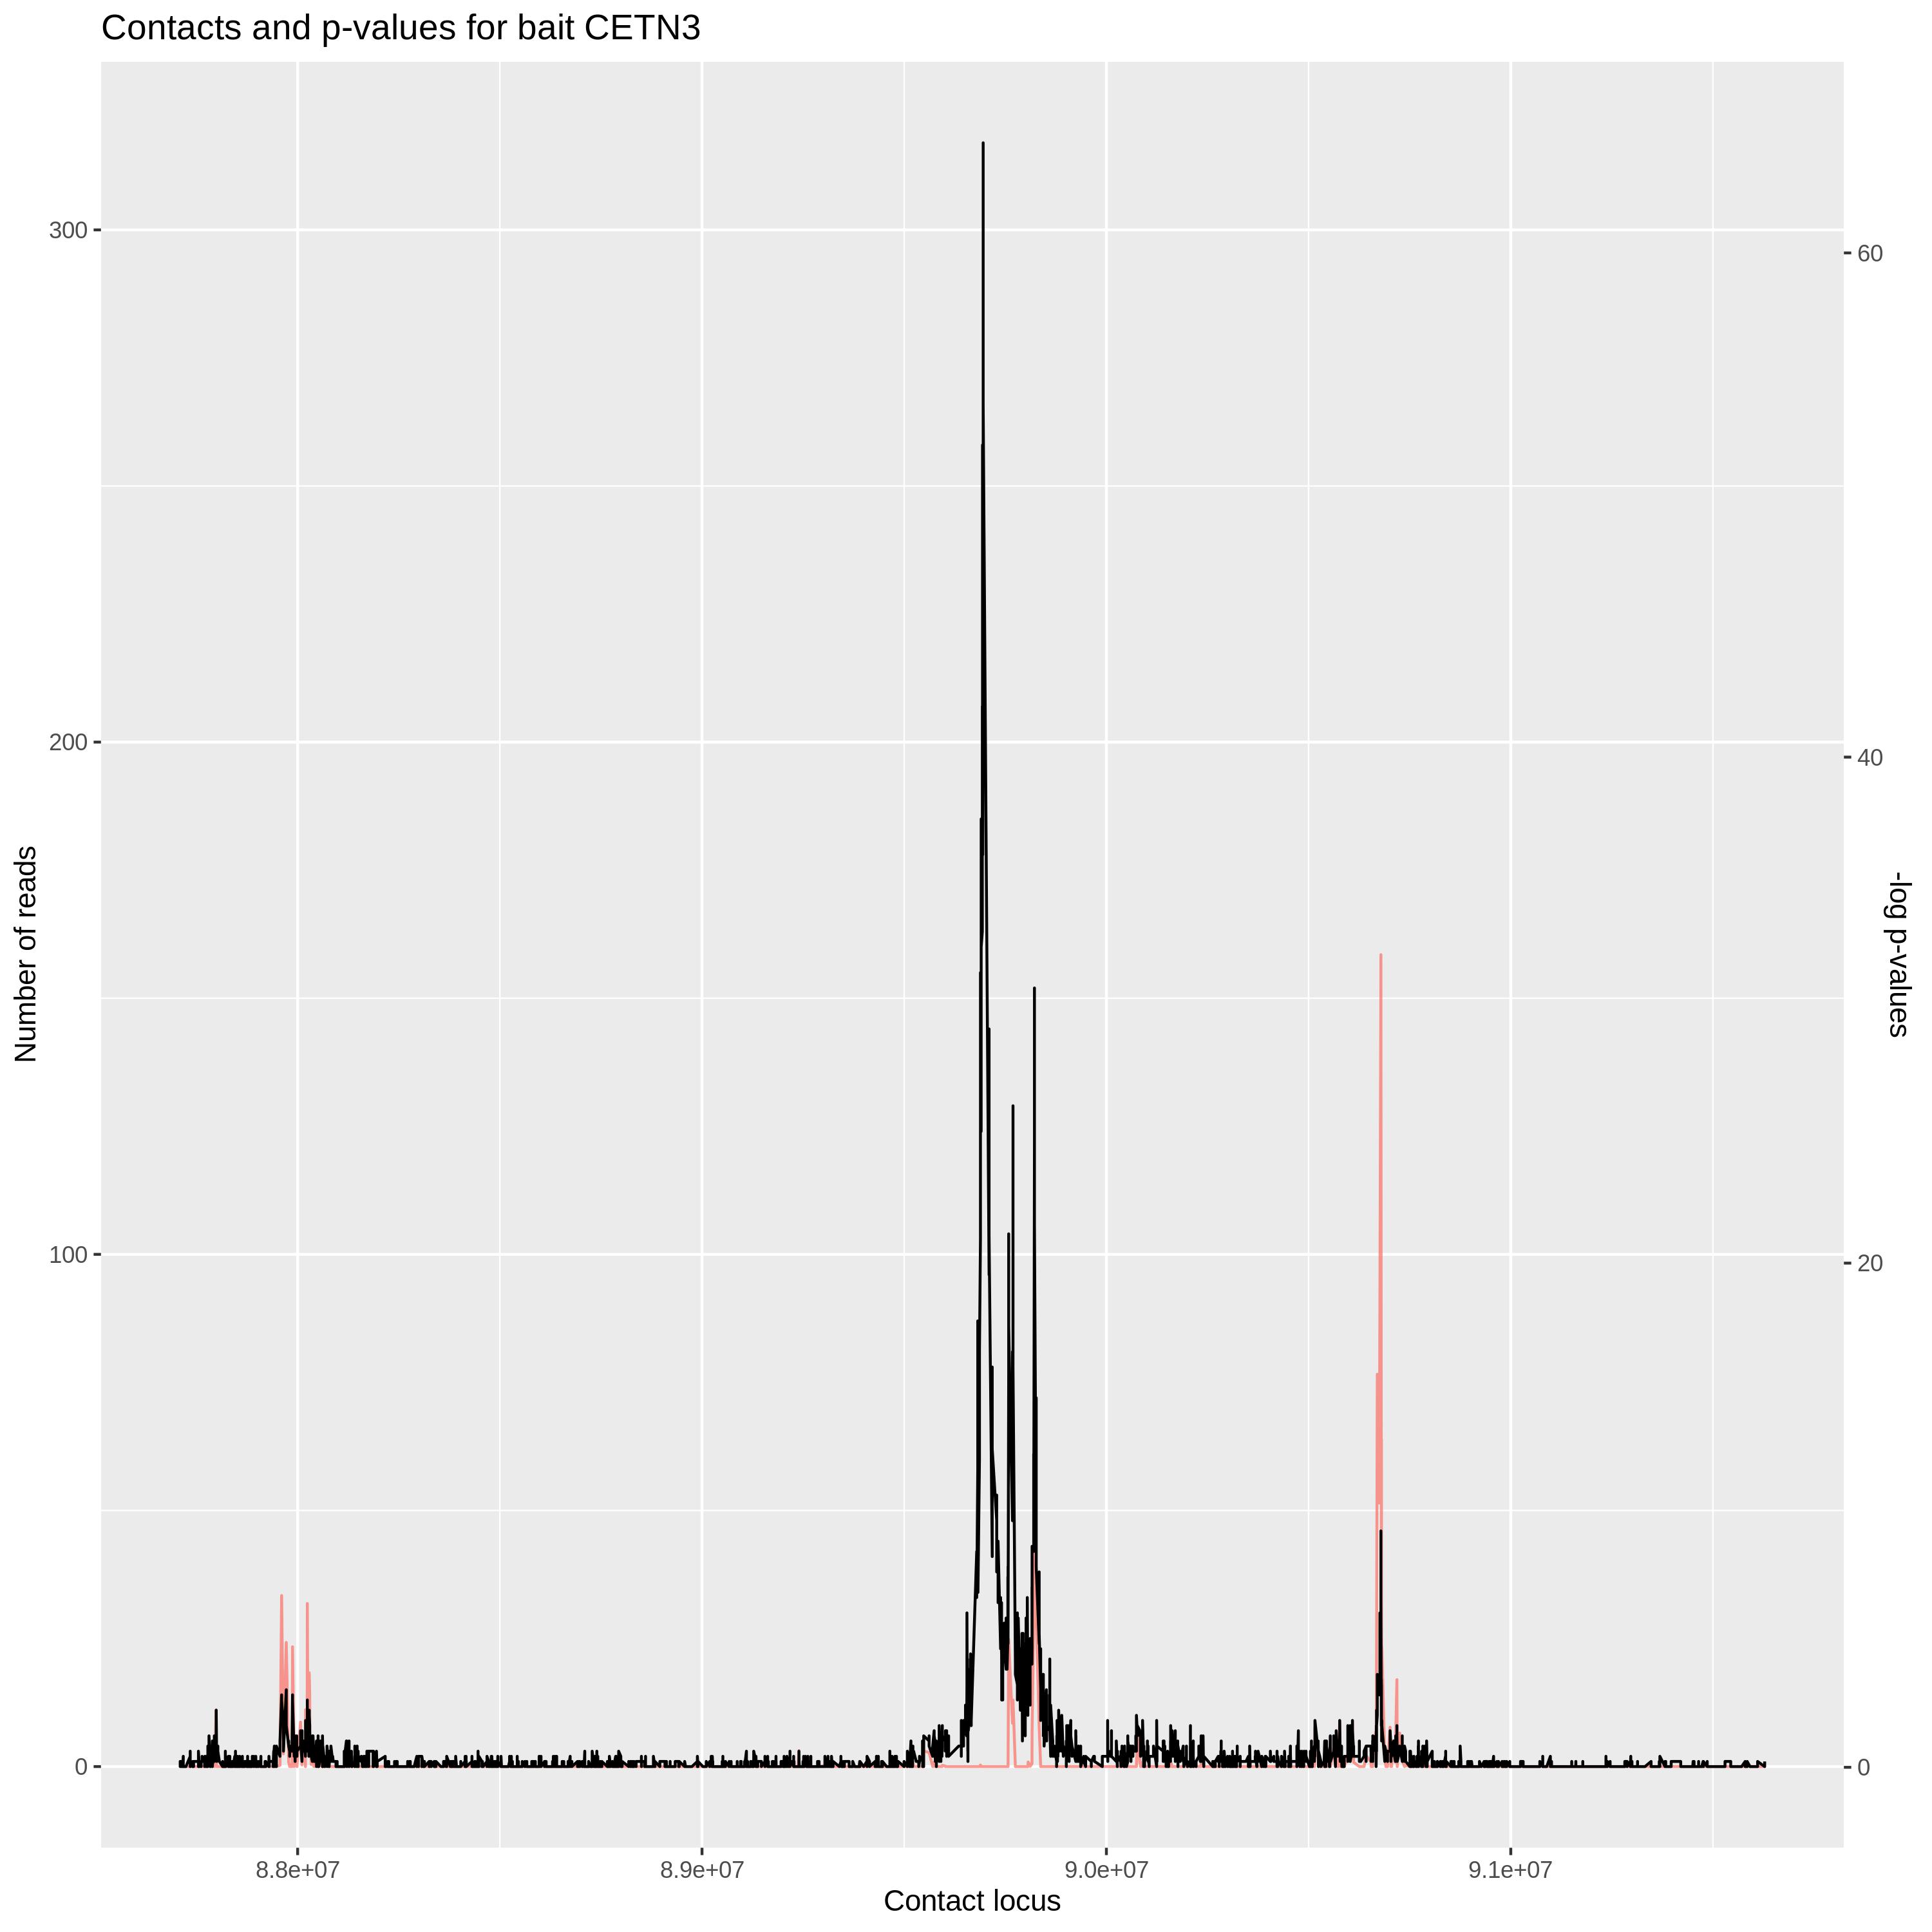 Contacts and p-values for bait CETN3
300
200
100
0
Number of reads
60
40
20
0
-log p-values
8.8e+07
8.9e+07
9.0e+07
9.1e+07
Contact locus